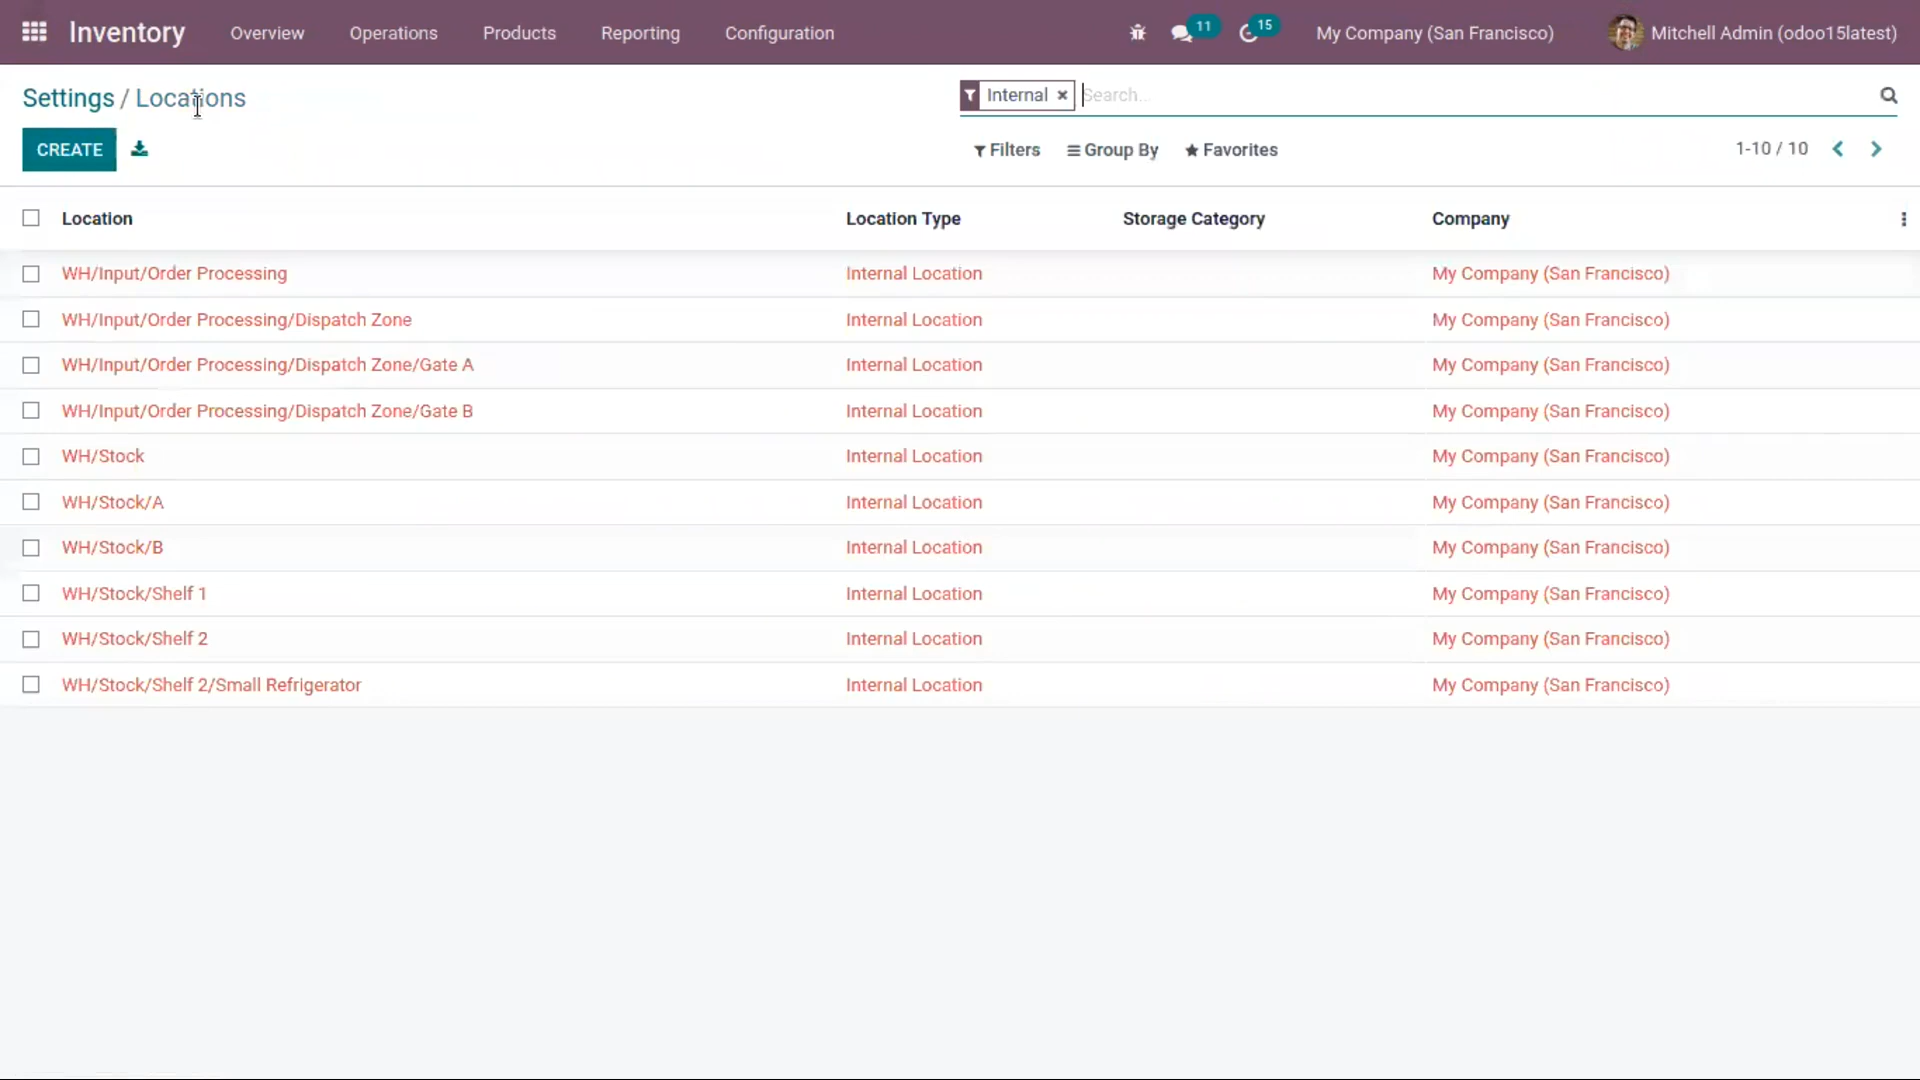 Inventory Overview Operations Products Reporting Configuration 11 15 My Company (San Francisco) Mitchell Admin (odoo15latest)
Settings / Locations Internal × Search...
CREATE Filters Group By Favorites 1-10 / 10
Location Location Type Storage Category Company
WH/Input/Order Processing Internal Location My Company (San Francisco)
WH/Input/Order Processing/Dispatch Zone Internal Location My Company (San Francisco)
WH/Input/Order Processing/Dispatch Zone/Gate A Internal Location My Company (San Francisco)
WH/Input/Order Processing/Dispatch Zone/Gate B Internal Location My Company (San Francisco)
WH/Stock Internal Location My Company (San Francisco)
WH/Stock/A Internal Location My Company (San Francisco)
WH/Stock/B Internal Location My Company (San Francisco)
WH/Stock/Shelf 1 Internal Location My Company (San Francisco)
WH/Stock/Shelf 2 Internal Location My Company (San Francisco)
WH/Stock/Shelf 2/Small Refrigerator Internal Location My Company (San Francisco)